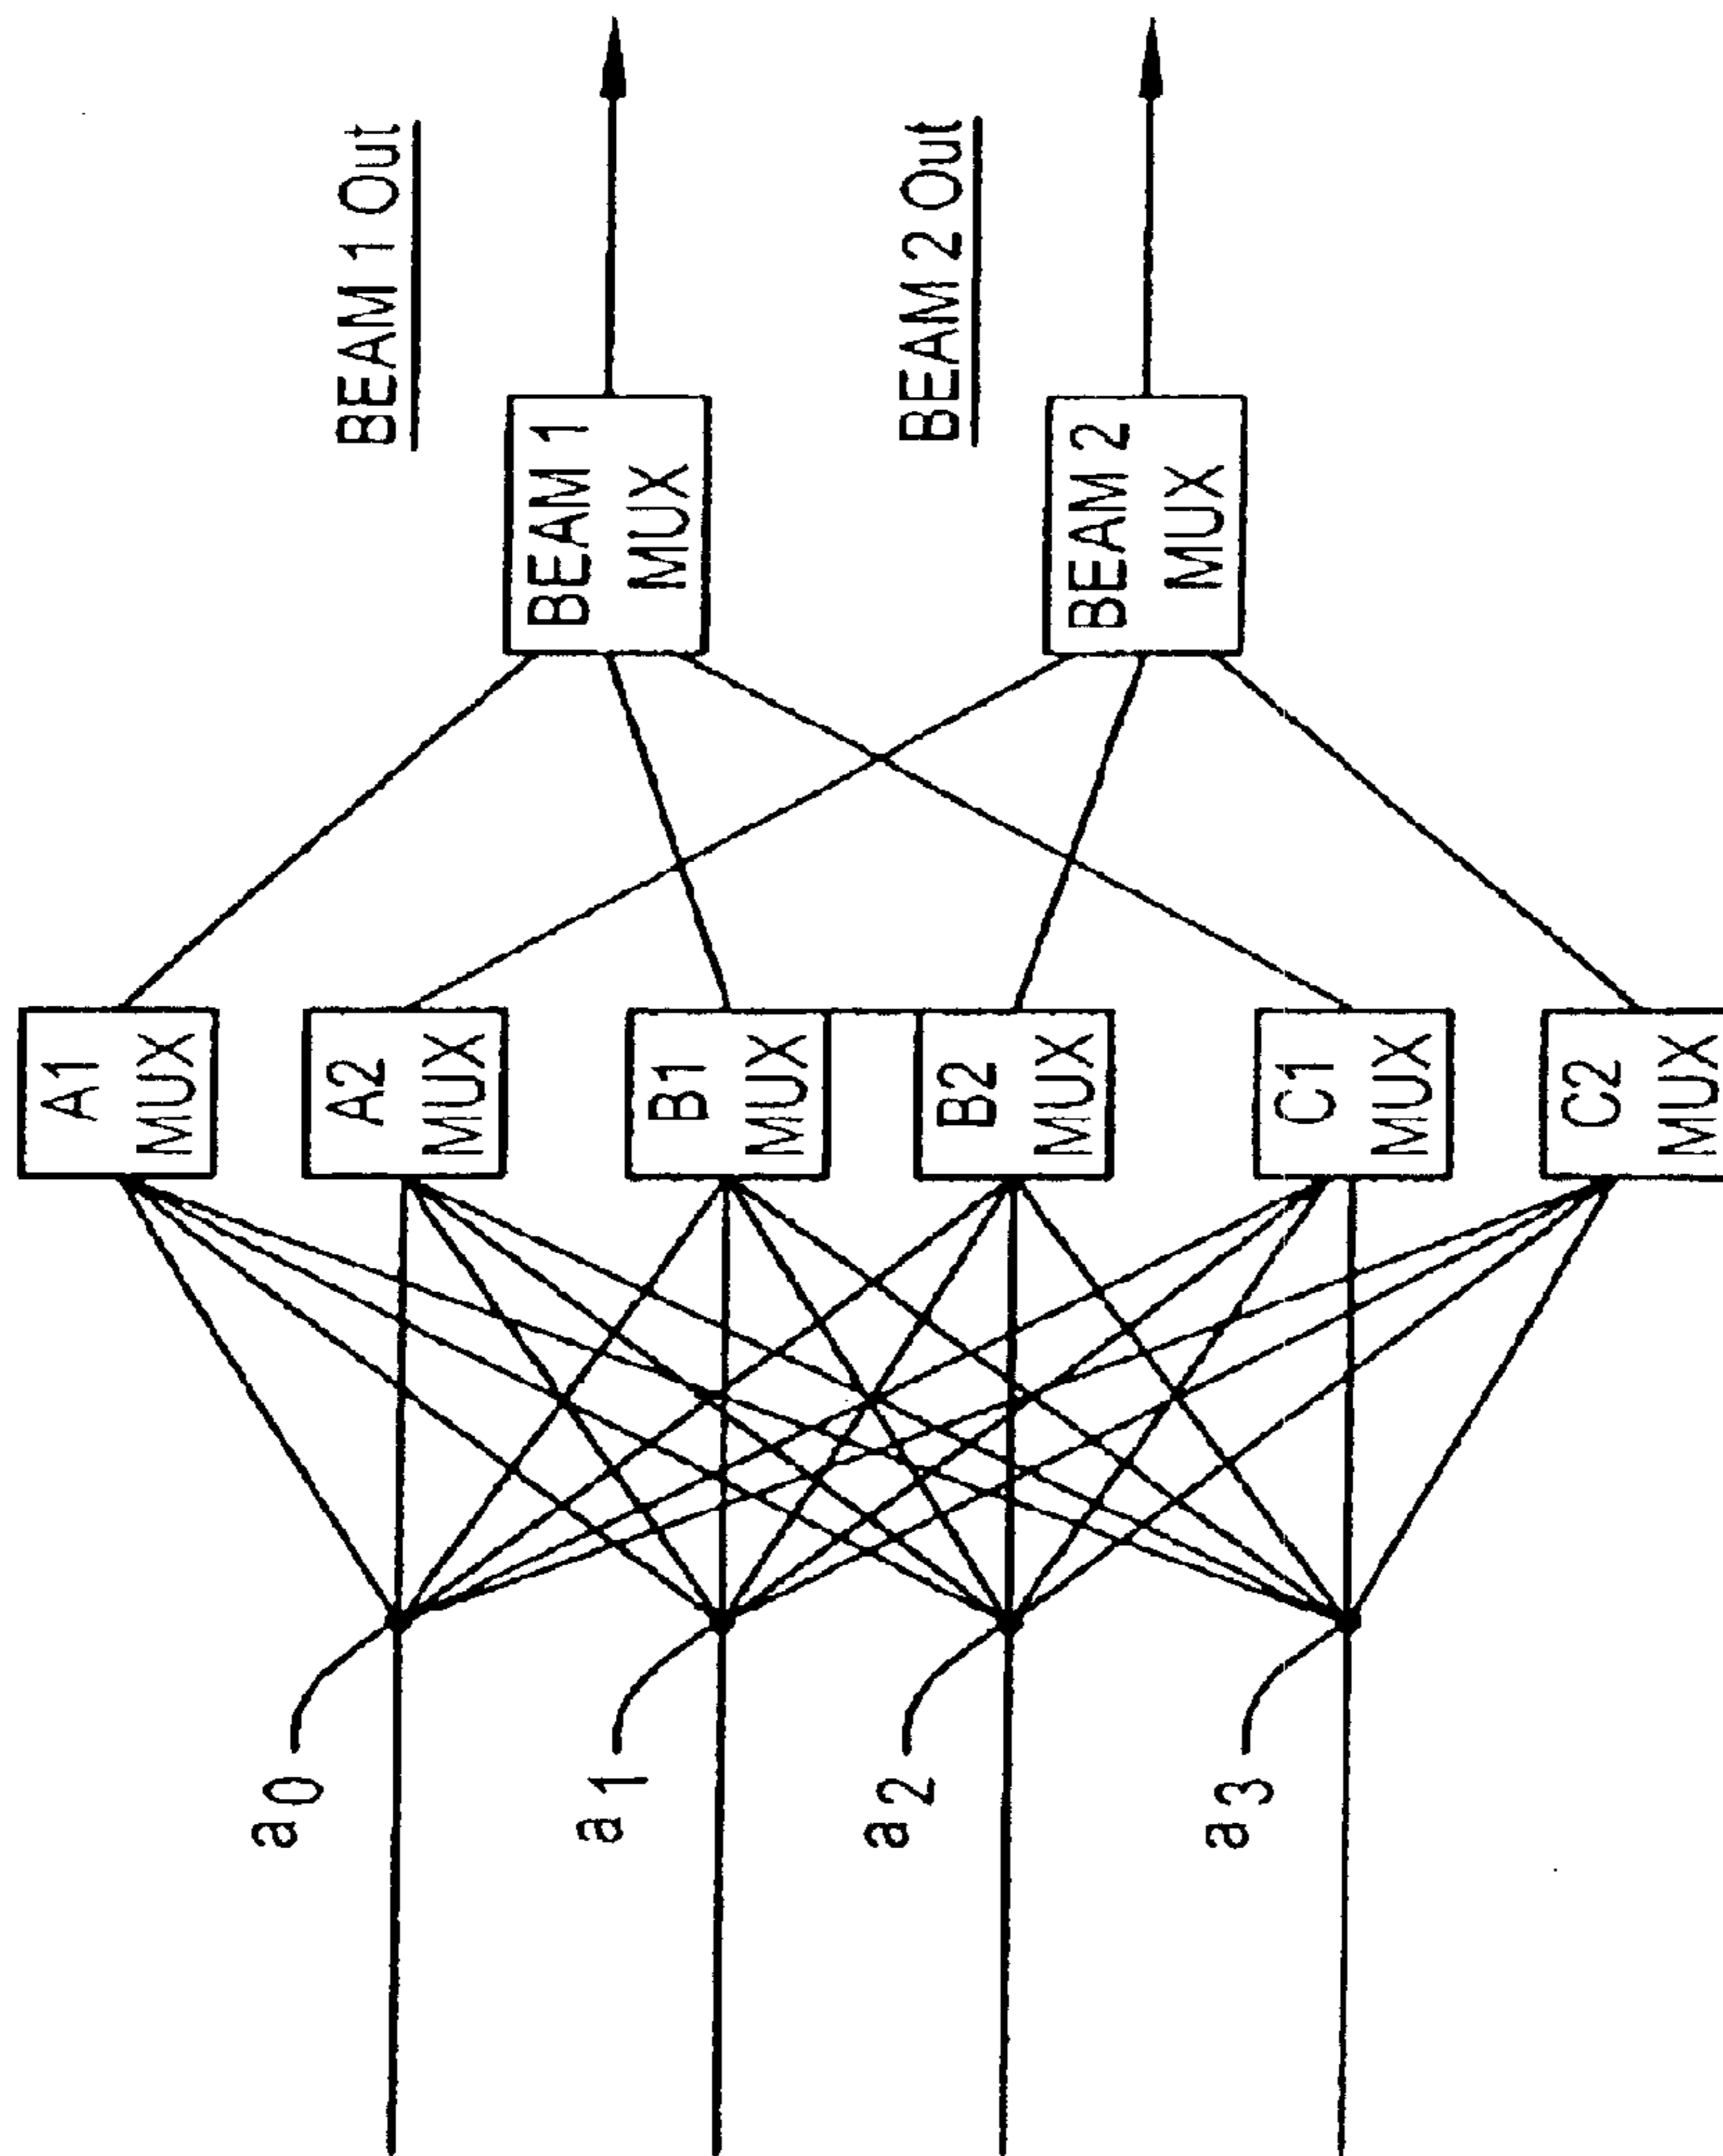 a0
a1
a2
a3
A1
MUX
A2
MUX
B1
MUX
B2
MUX
C1
MUX
C2
MUX
BEAM 1
MUX
BEAM 2
MUX
BEAM 1 Out
BEAM 2 Out